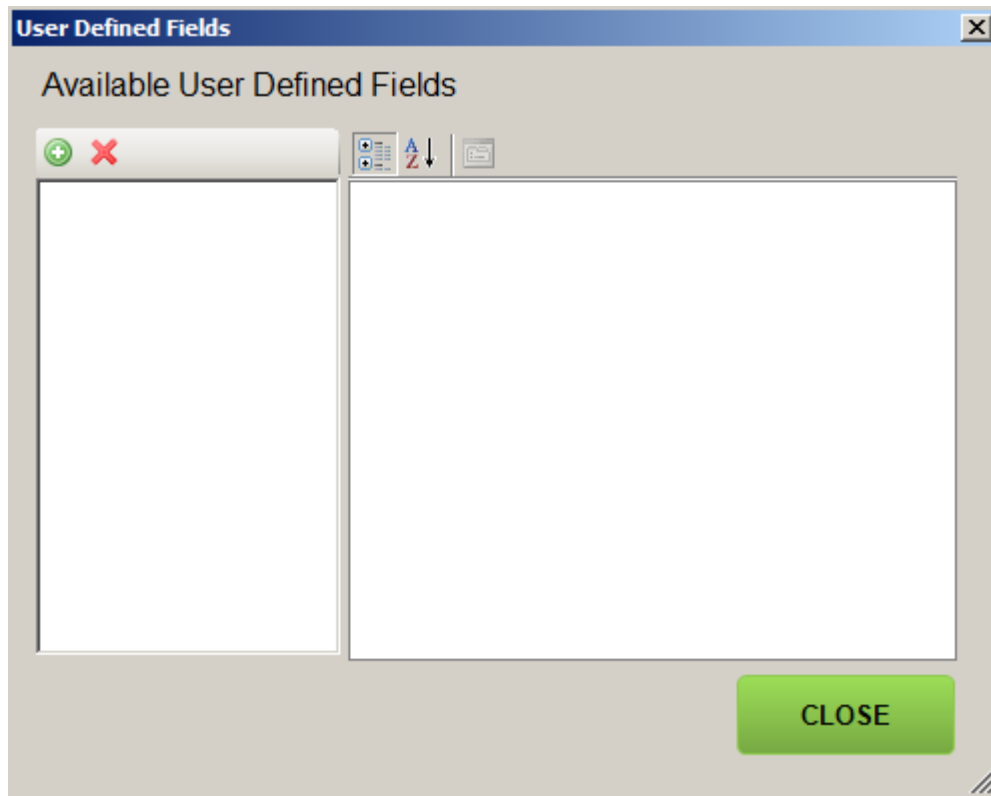 User Defined Fields
Available User Defined Fields
A
Z
CLOSE